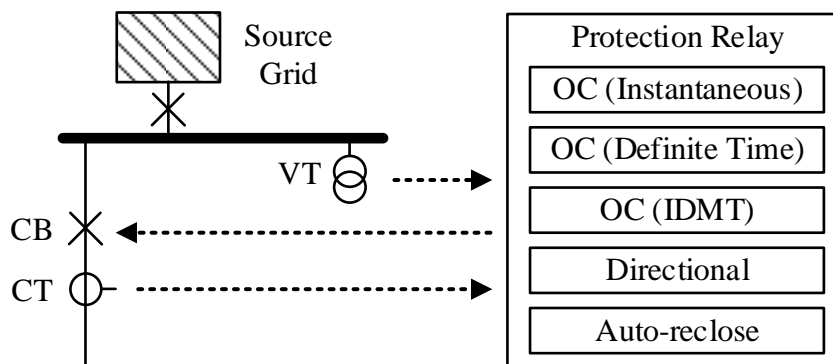 Source
Grid
VT
CB
CT
Protection Relay
OC (Instantaneous)
OC (Definite Time)
OC (IDMT)
Directional
Auto-reclose